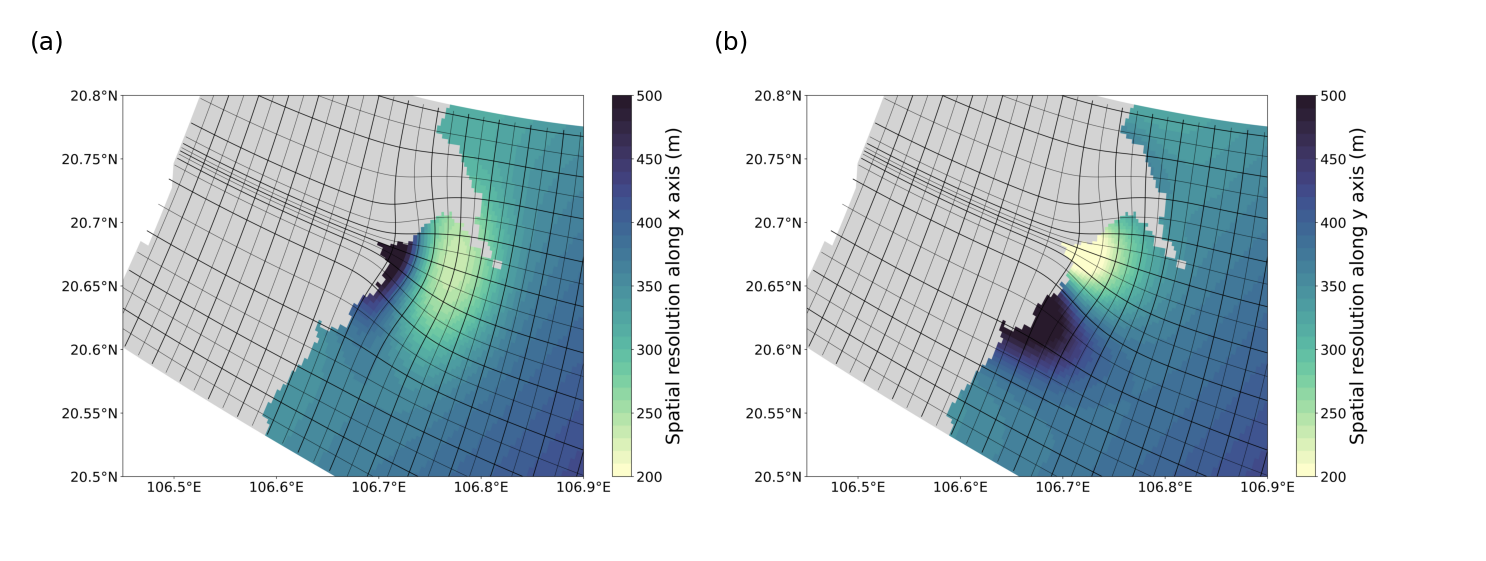 (a)
20.8°N
20.75°N
20.7°N
20.65°N
20.6°N
20.55°N
20.5°N
106.5°E 106.6°E 106.7°E 106.8°E 106.9°E
500
450
400
350
300
250
200
Spatial resolution along x axis (m)
(b)
20.8°N
20.75°N
20.7°N
20.65°N
20.6°N
20.55°N
20.5°N
106.5°E 106.6°E 106.7°E 106.8°E 106.9°E
500
450
400
350
300
250
200
Spatial resolution along y axis (m)